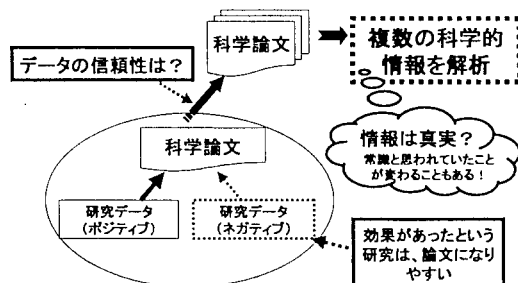 科学論文
複数の科学的
情報を解析
データの信頼性は？
情報は真実？
常識と思われていたこと
が変わることもある！
科学論文
研究データ
(ポジティブ)
研究データ
(ネガティブ)
効果があったという
研究は、論文になり
やすい